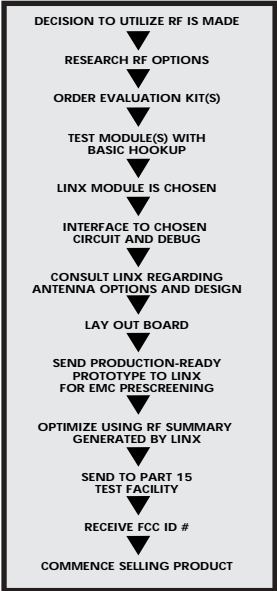 DECISION TO UTILIZE RF IS MADE
RESEARCH RF OPTIONS
ORDER EVALUATION KIT(S)
TEST MODULE(S) WITH
BASIC HOOKUP
LINX MODULE IS CHOSEN
INTERFACE TO CHOSEN
CIRCUIT AND DEBUG
CONSULT LINX REGARDING
ANTENNA OPTIONS AND DESIGN
LAY OUT BOARD
SEND PRODUCTION-READY
PROTOTYPE TO LINX
FOR EMC PRESCREENING
OPTIMIZE USING RF SUMMARY
GENERATED BY LINX
SEND TO PART 15
TEST FACILITY
RECEIVE FCC ID #
COMMENCE SELLING PRODUCT